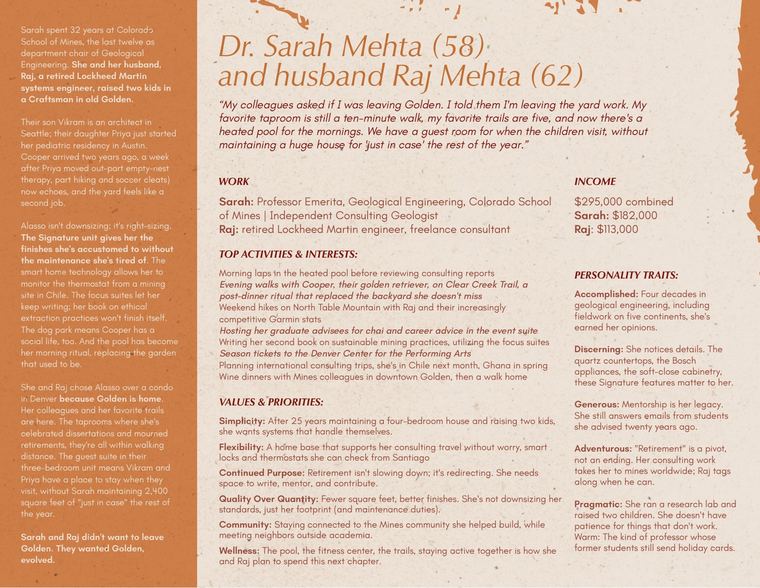 Sarah spent 32 years at Colorado
School of Mines, the last twelve as
department chair of Geological
Engineering. She and her husband,
Raj, a retired Lockheed Martin
systems engineer, raised two kids in
a Craftsman in old Golden.
Their son Vikram is an architect in
Seattle; their daughter Priya just started
her pediatric residency in Austin.
Cooper arrived two years ago, a week
after Priya moved out-part empty-nest
therapy, part hiking and soccer cleats)
now echoes, and the yard feels like a
second job.
Alasso isn't downsizing; it's right-sizing.
The Signature unit gives her the
finishes she's accustomed to without
the maintenance she's tired of. The
smart home technology allows her to
monitor the thermostat from a mining
site in Chile. The focus suites let her
keep writing; her book on ethical
extraction practices won't finish itself.
The dog park means Cooper has a
social life, too. And the pool has become
her morning ritual, replacing the garden
that used to be.
She and Raj chose Alasso over a condo
in Denver because Golden is home.
Her colleagues and her favorite trails
are here. The taprooms where she's
celebrated dissertations and mourned
retirements, they're all within walking
distance. The guest suite in their
three-bedroom unit means Vikram and
Priya have a place to stay when they
visit, without Sarah maintaining 2,400
square feet of "just in case" the rest of
the year.
Sarah and Raj didn't want to leave
Golden. They wanted Golden,
evolved.
Dr. Sarah Mehta (58)
and husband Raj Mehta (62)
"My colleagues asked if I was leaving Golden. I told them I'm leaving the yard work. My
favorite taproom is still a ten-minute walk, my favorite trails are five, and now there's a
heated pool for the mornings. We have a guest room for when the children visit, without
maintaining a huge house for 'just in case' the rest of the year."
WORK
Sarah: Professor Emerita, Geological Engineering, Colorado School
of Mines | Independent Consulting Geologist
Raj: retired Lockheed Martin engineer, freelance consultant
TOP ACTIVITIES & INTERESTS:
Morning laps in the heated pool before reviewing consulting reports
Evening walks with Cooper, their golden retriever, on Clear Creek Trail, a
post-dinner ritual that replaced the backyard she doesn't miss
Weekend hikes on North Table Mountain with Raj and their increasingly
competitive Garmin stats
Hosting her graduate advisees for chai and career advice in the event suite
Writing her second book on sustainable mining practices, utilizing the focus suites
Season tickets to the Denver Center for the Performing Arts
Planning international consulting trips, she's in Chile next month, Ghana in spring
Wine dinners with Mines colleagues in downtown Golden, then a walk home
VALUES & PRIORITIES:
Simplicity: After 25 years maintaining a four-bedroom house and raising two kids,
she wants systems that handle themselves.
Flexibility: A home base that supports her consulting travel without worry, smart
locks and thermostats she can check from Santiago
Continued Purpose: Retirement isn't slowing down; it's redirecting. She needs
space to write, mentor, and contribute.
Quality Over Quantity: Fewer square feet, better finishes. She's not downsizing her
standards, just her footprint (and maintenance duties).
Community: Staying connected to the Mines community she helped build, while
meeting neighbors outside academia.
Wellness: The pool, the fitness center, the trails, staying active together is how she
and Raj plan to spend this next chapter.
INCOME
$295,000 combined
Sarah: $182,000
Raj: $113,000
PERSONALITY TRAITS:
Accomplished: Four decades in
geological engineering, including
fieldwork on five continents, she's
earned her opinions.
Discerning: She notices details. The
quartz countertops, the Bosch
appliances, the soft-close cabinetry,
these Signature features matter to her.
Generous: Mentorship is her legacy.
She still answers emails from students
she advised twenty years ago.
Adventurous: "Retirement" is a pivot,
not an ending. Her consulting work
takes her to mines worldwide; Raj tags
along when he can.
Pragmatic: She ran a research lab and
raised two children. She doesn't have
patience for things that don't work.
Warm: The kind of professor whose
former students still send holiday cards.